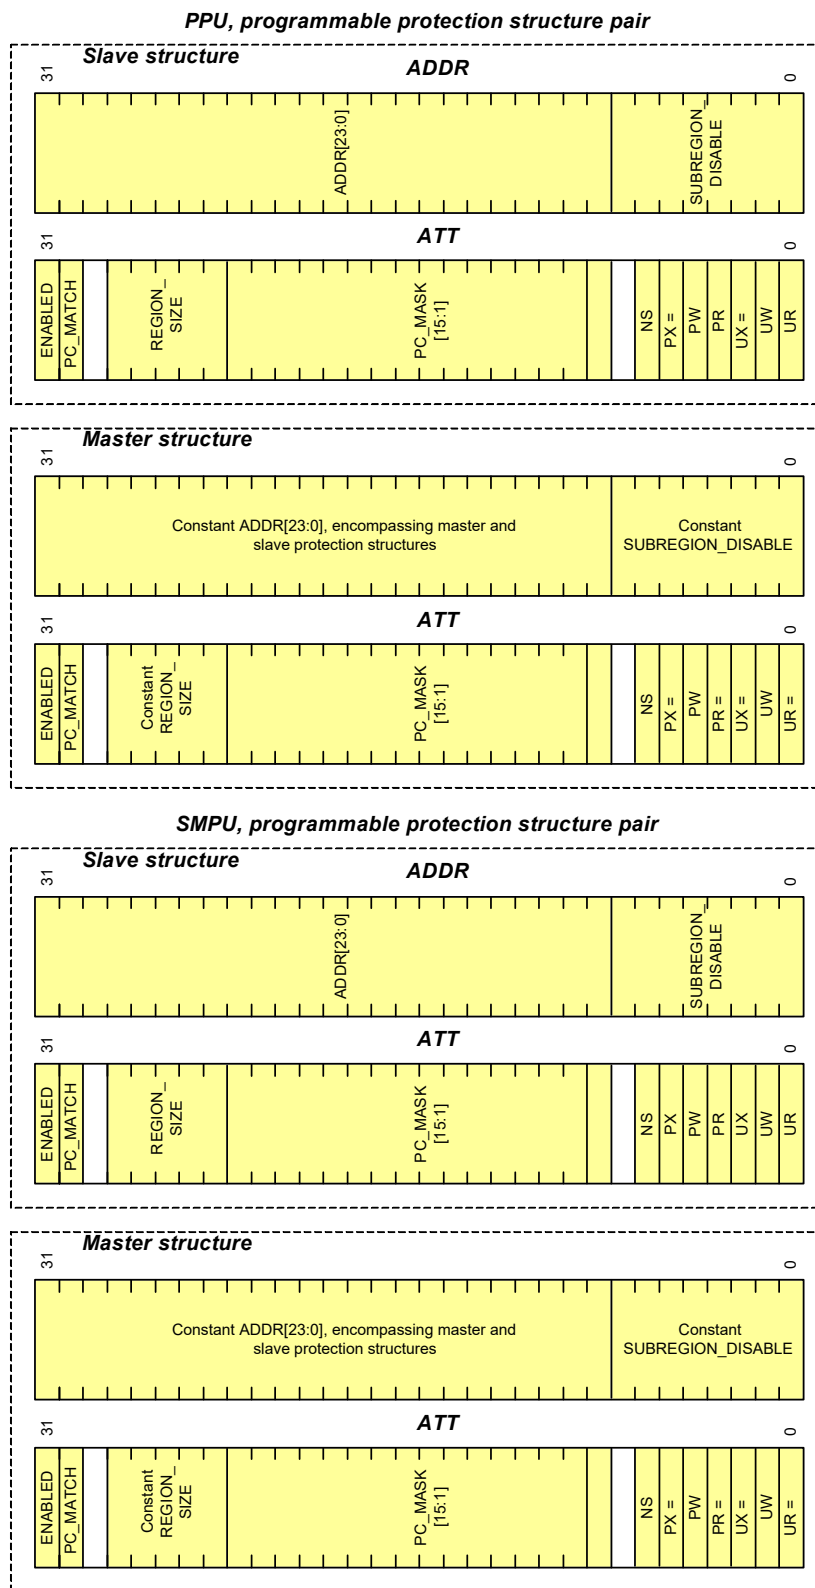 PPU, programmable protection structure pair
Slave structure
ADDR
31
0
ADDR[23:0]
SUBREGION_
DISABLE
ATT
31
0
ENABLED
PC_MATCH
REGION_
SIZE
PC_MASK
[15:1]
NS
PX =
PW
PR
UX =
UW
UR
Master structure
31
0
Constant ADDR[23:0], encompassing master and
slave protection structures
Constant
SUBREGION_DISABLE
ATT
31
0
ENABLED
PC_MATCH
Constant
REGION_
SIZE
PC_MASK
[15:1]
NS
PX =
PW
PR =
UX =
UW
UR =
SMPU, programmable protection structure pair
Slave structure
ADDR
31
0
ADDR[23:0]
SUBREGION_
DISABLE
ATT
31
0
ENABLED
PC_MATCH
REGION_
SIZE
PC_MASK
[15:1]
NS
PX
PW
PR
UX
UW
UR
Master structure
31
0
Constant ADDR[23:0], encompassing master and
slave protection structures
Constant
SUBREGION_DISABLE
ATT
31
0
ENABLED
PC_MATCH
Constant
REGION_
SIZE
PC_MASK
[15:1]
NS
PX =
PW
PR =
UX =
UW
UR =